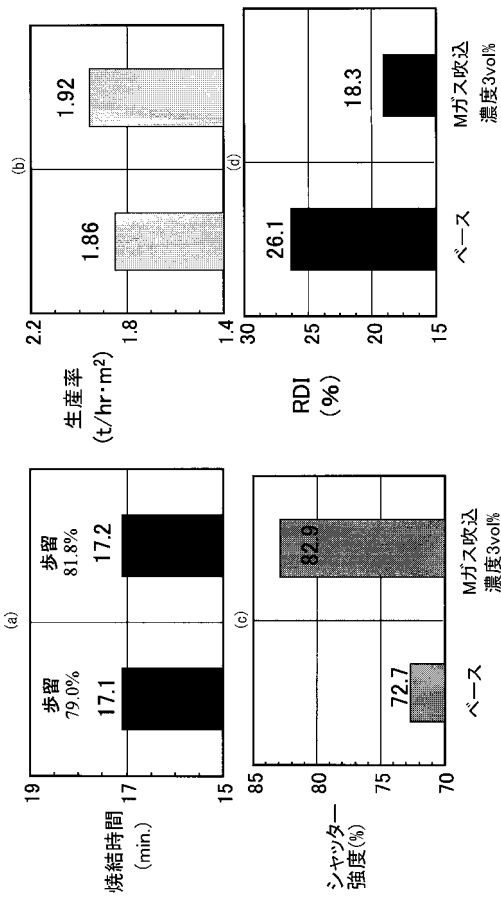 (a)
焼結時間
(min.)
19
17
15
歩留
79.0%
17.1
歩留
81.8%
17.2
(b)
生産率
(t/hr・m²)
2.2
1.8
1.4
1.86
1.92
(c)
シャッター
強度(%)
85
80
75
70
72.7
82.9
ベース
Mガス吹込
濃度3vol%
(d)
RDI
(%)
30
25
20
15
26.1
18.3
ベース
Mガス吹込
濃度3vol%